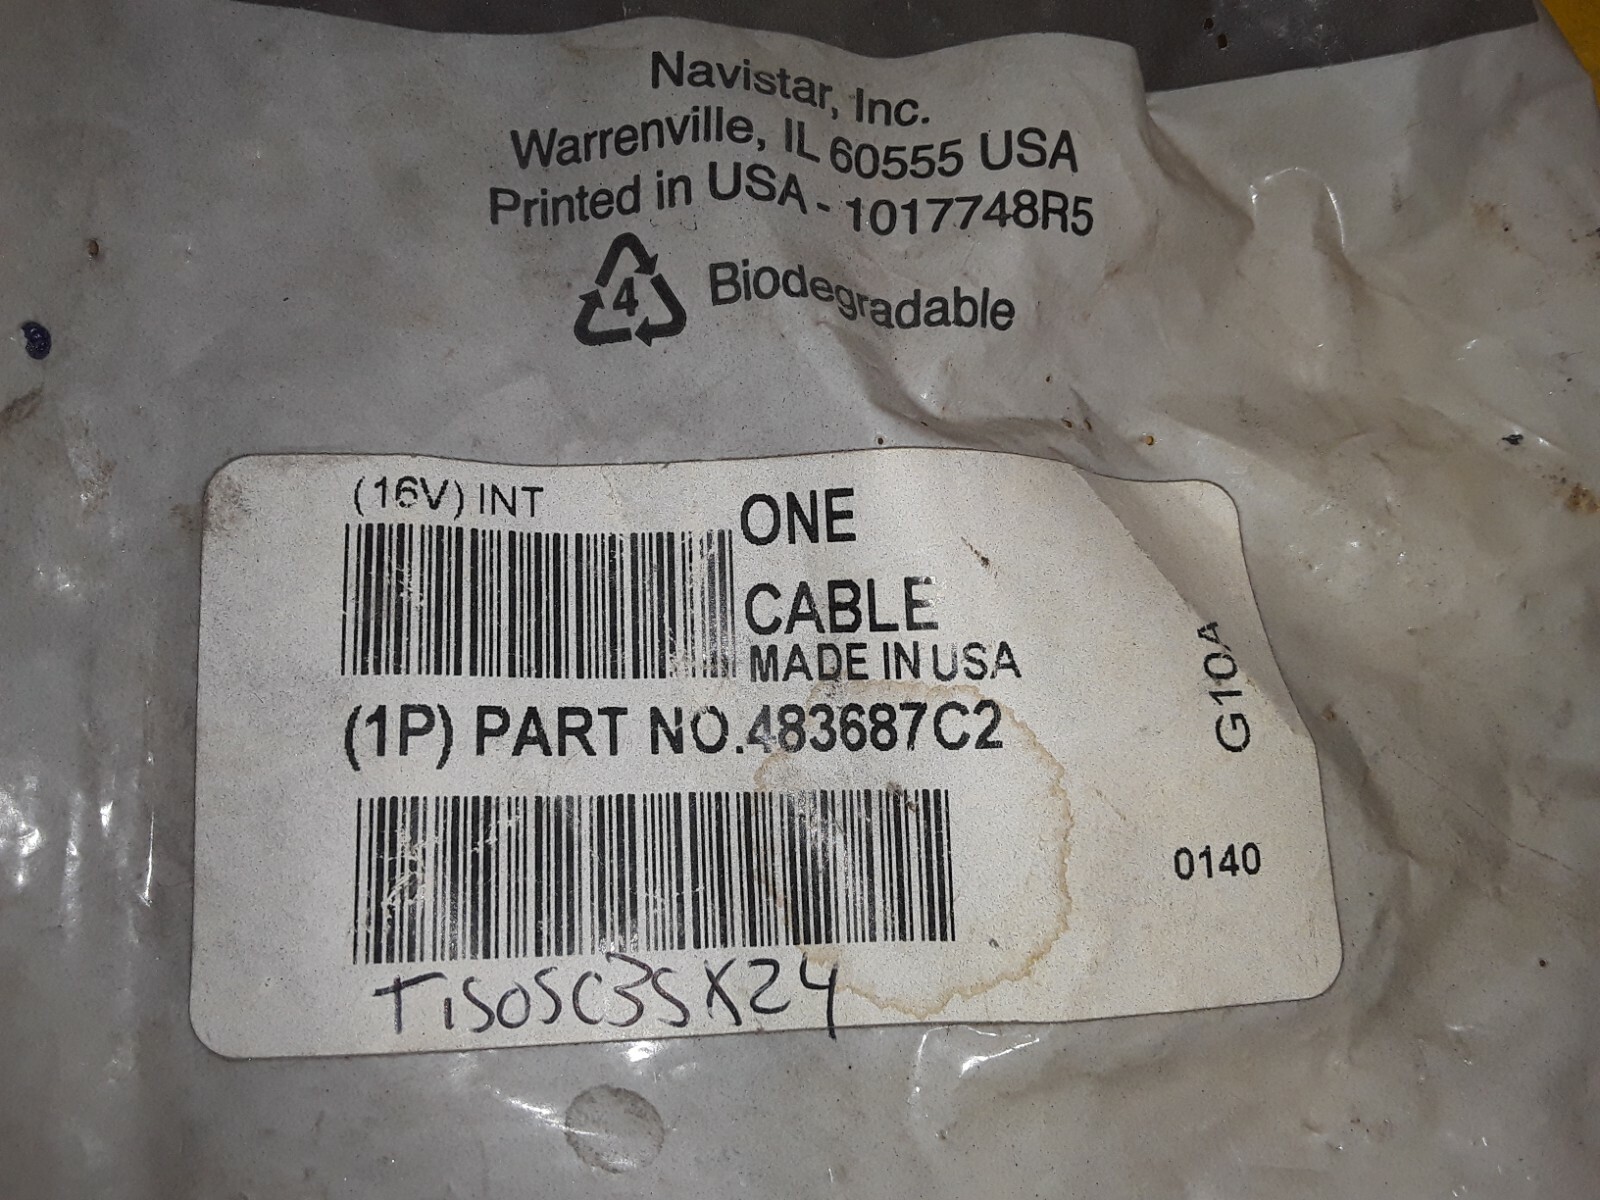 Navistar, Inc.
Warrenville, IL 60555 USA
Printed in USA - 1017748R5
4 Biodegradable
(16V) INT
ONE
CABLE
MADE IN USA
(1P) PART NO.483687C2
G10A
0140
TISOSC3SX24